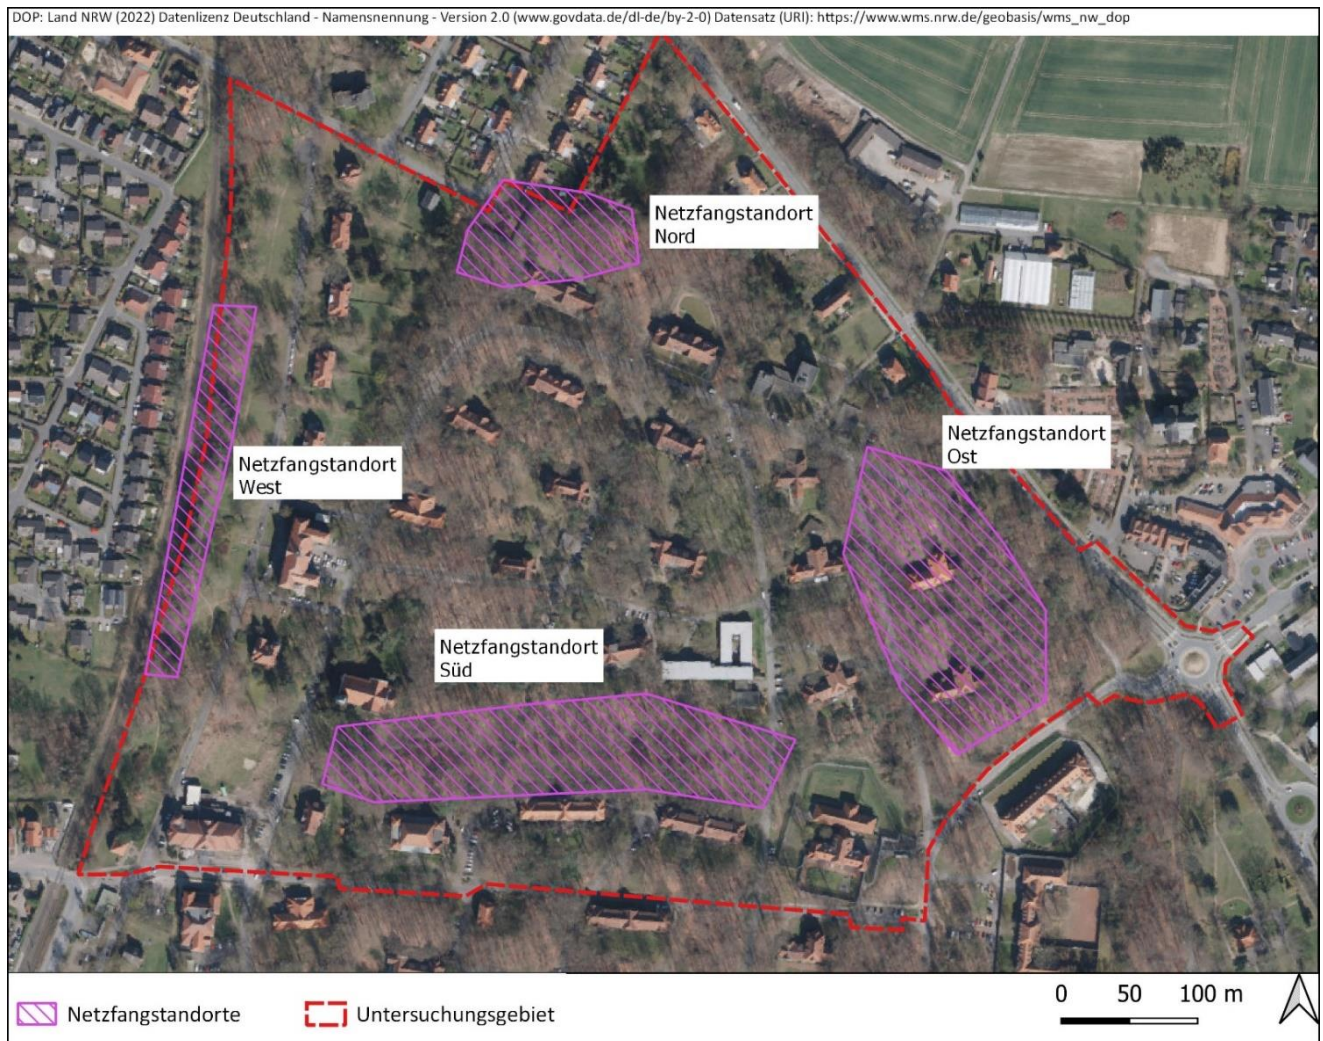 DOP: Land NRW (2022) Datenlizenz Deutschland - Namensnennung - Version 2.0 (www.govdata.de/dl-de/by-2-0) Datensatz (URI): https://www.wms.nrw.de/geobasis/wms_nw_dop
Netzfangstandort
Nord
Netzfangstandort
Ost
Netzfangstandort
West
Netzfangstandort
Süd
Netzfangstandorte
Untersuchungsgebiet
0 50 100 m